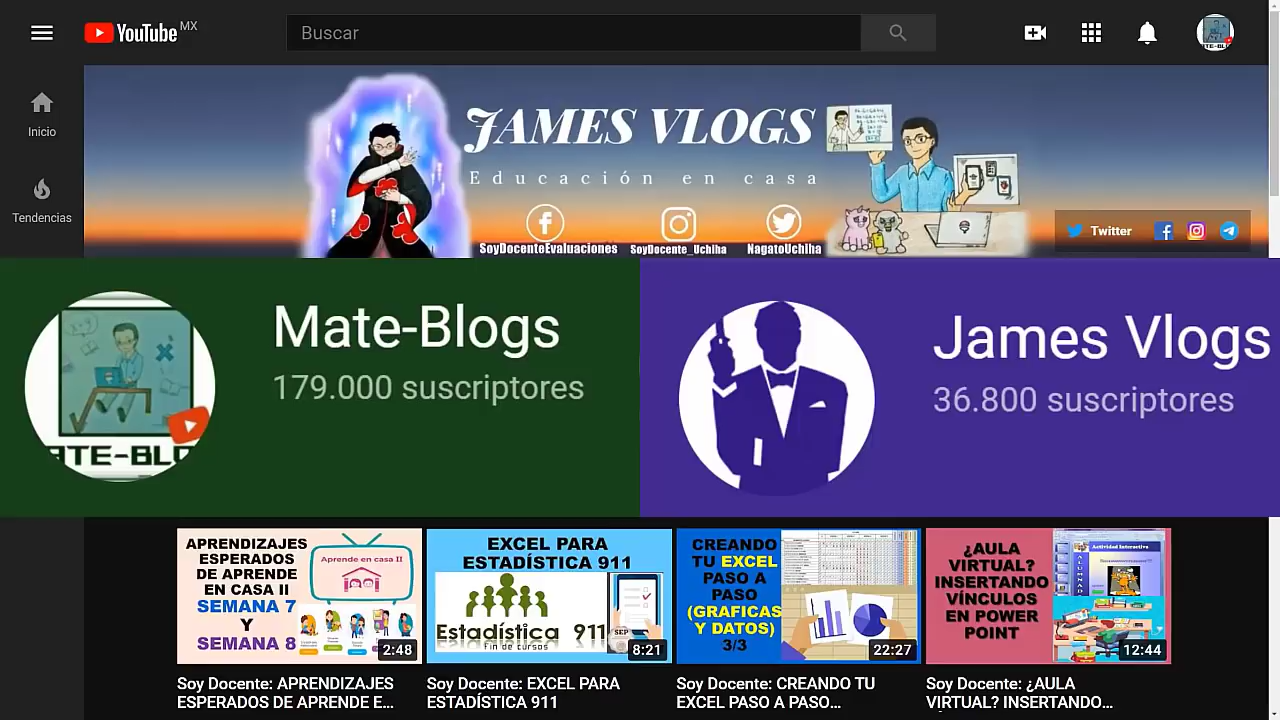 YouTube MX
Buscar
Inicio
Tendencias
JAMES VLOGS
Educación en casa
SoyDocenteEvaluaciones
SoyDocente_Uchiha
NagatoUchiha
Twitter
Mate-Blogs
179.000 suscriptores
James Vlogs
36.800 suscriptores
APRENDIZAJES
ESPERADOS
DE APRENDE
EN CASA II
SEMANA 7
Y
SEMANA 8
Aprende en casa II
2:48
EXCEL PARA
ESTADÍSTICA 911
Estadística 911
fin de cursos
SEP
8:21
CREANDO
TU EXCEL
PASO A
PASO
(GRAFICAS
Y DATOS)
3/3
22:27
¿AULA
VIRTUAL?
INSERTANDO
VÍNCULOS
EN POWER
POINT
Actividad Interactiva
12:44
Soy Docente: APRENDIZAJES
ESPERADOS DE APRENDE E...
Soy Docente: EXCEL PARA
ESTADÍSTICA 911
Soy Docente: CREANDO TU
EXCEL PASO A PASO...
Soy Docente: ¿AULA
VIRTUAL? INSERTANDO...